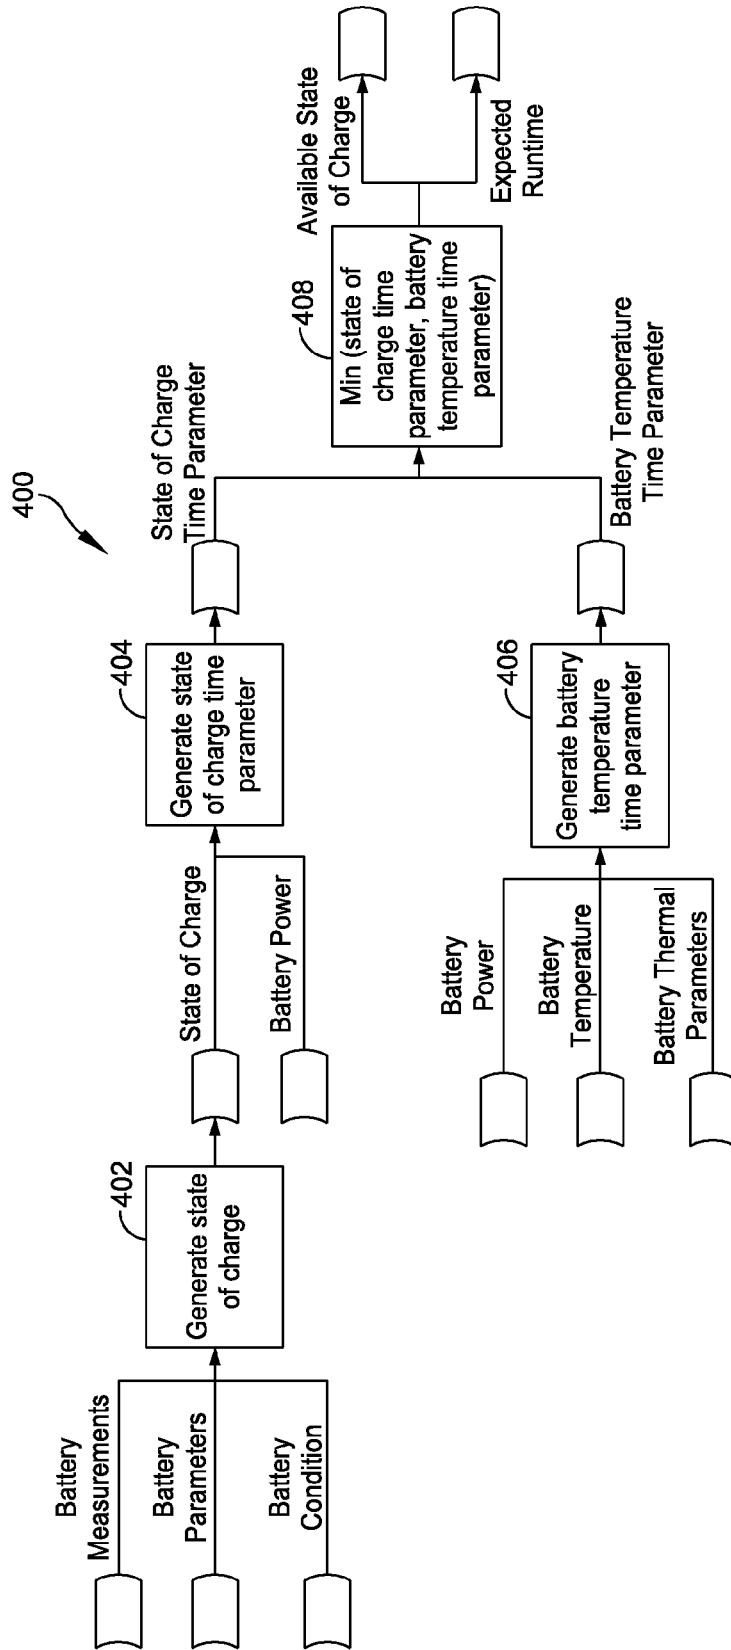 400
Battery
Measurements
Battery
Parameters
Battery
Condition
402
Generate state
of charge
State of Charge
Battery Power
404
Generate state
of charge time
parameter
State of Charge
Time Parameter
Battery
Power
Battery
Temperature
Battery Thermal
Parameters
406
Generate battery
temperature
time parameter
Battery Temperature
Time Parameter
408
Min (state of
charge time
parameter, battery
temperature time
parameter)
Available State
of Charge
Expected
Runtime